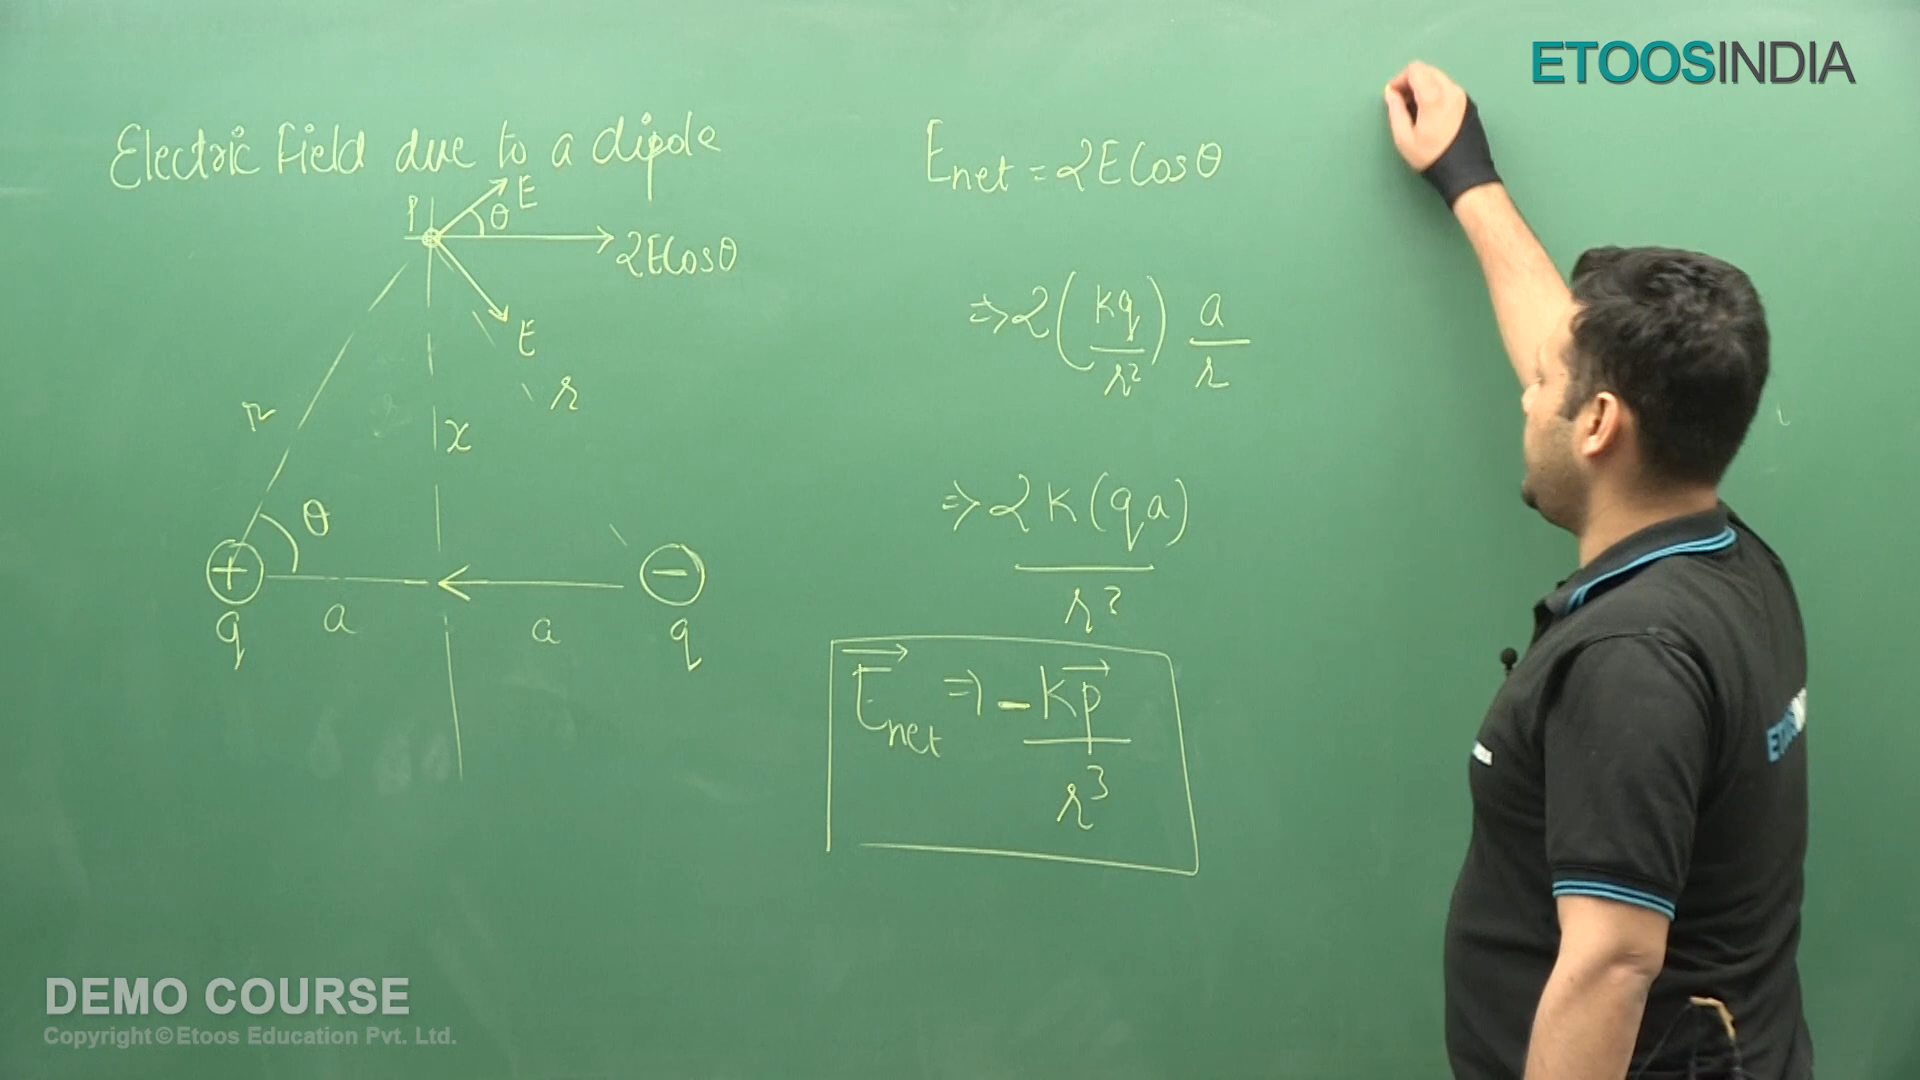 ETOOSINDIA
Electric Field due to a dipole
P
E
θ
2ECosθ
E
r
r
x
θ
+
−
a
a
q
q
Enet = 2ECosθ
⇒ 2 (kq/r²) a/r
⇒ 2K(qa)
r³
Enet ⇒ -Kp
r³
DEMO COURSE
Copyright © Etoos Education Pvt. Ltd.